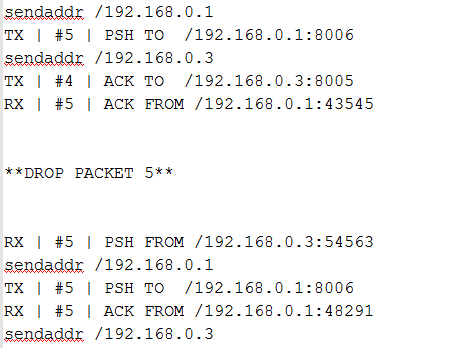 sendaddr /192.168.0.1
TX | #5 | PSH TO  /192.168.0.1:8006
sendaddr /192.168.0.3
TX | #4 | ACK TO  /192.168.0.3:8005
RX | #5 | ACK FROM /192.168.0.1:43545
**DROP PACKET 5**
RX | #5 | PSH FROM /192.168.0.3:54563
sendaddr /192.168.0.1
TX | #5 | PSH TO  /192.168.0.1:8006
RX | #5 | ACK FROM /192.168.0.1:48291
sendaddr /192.168.0.3